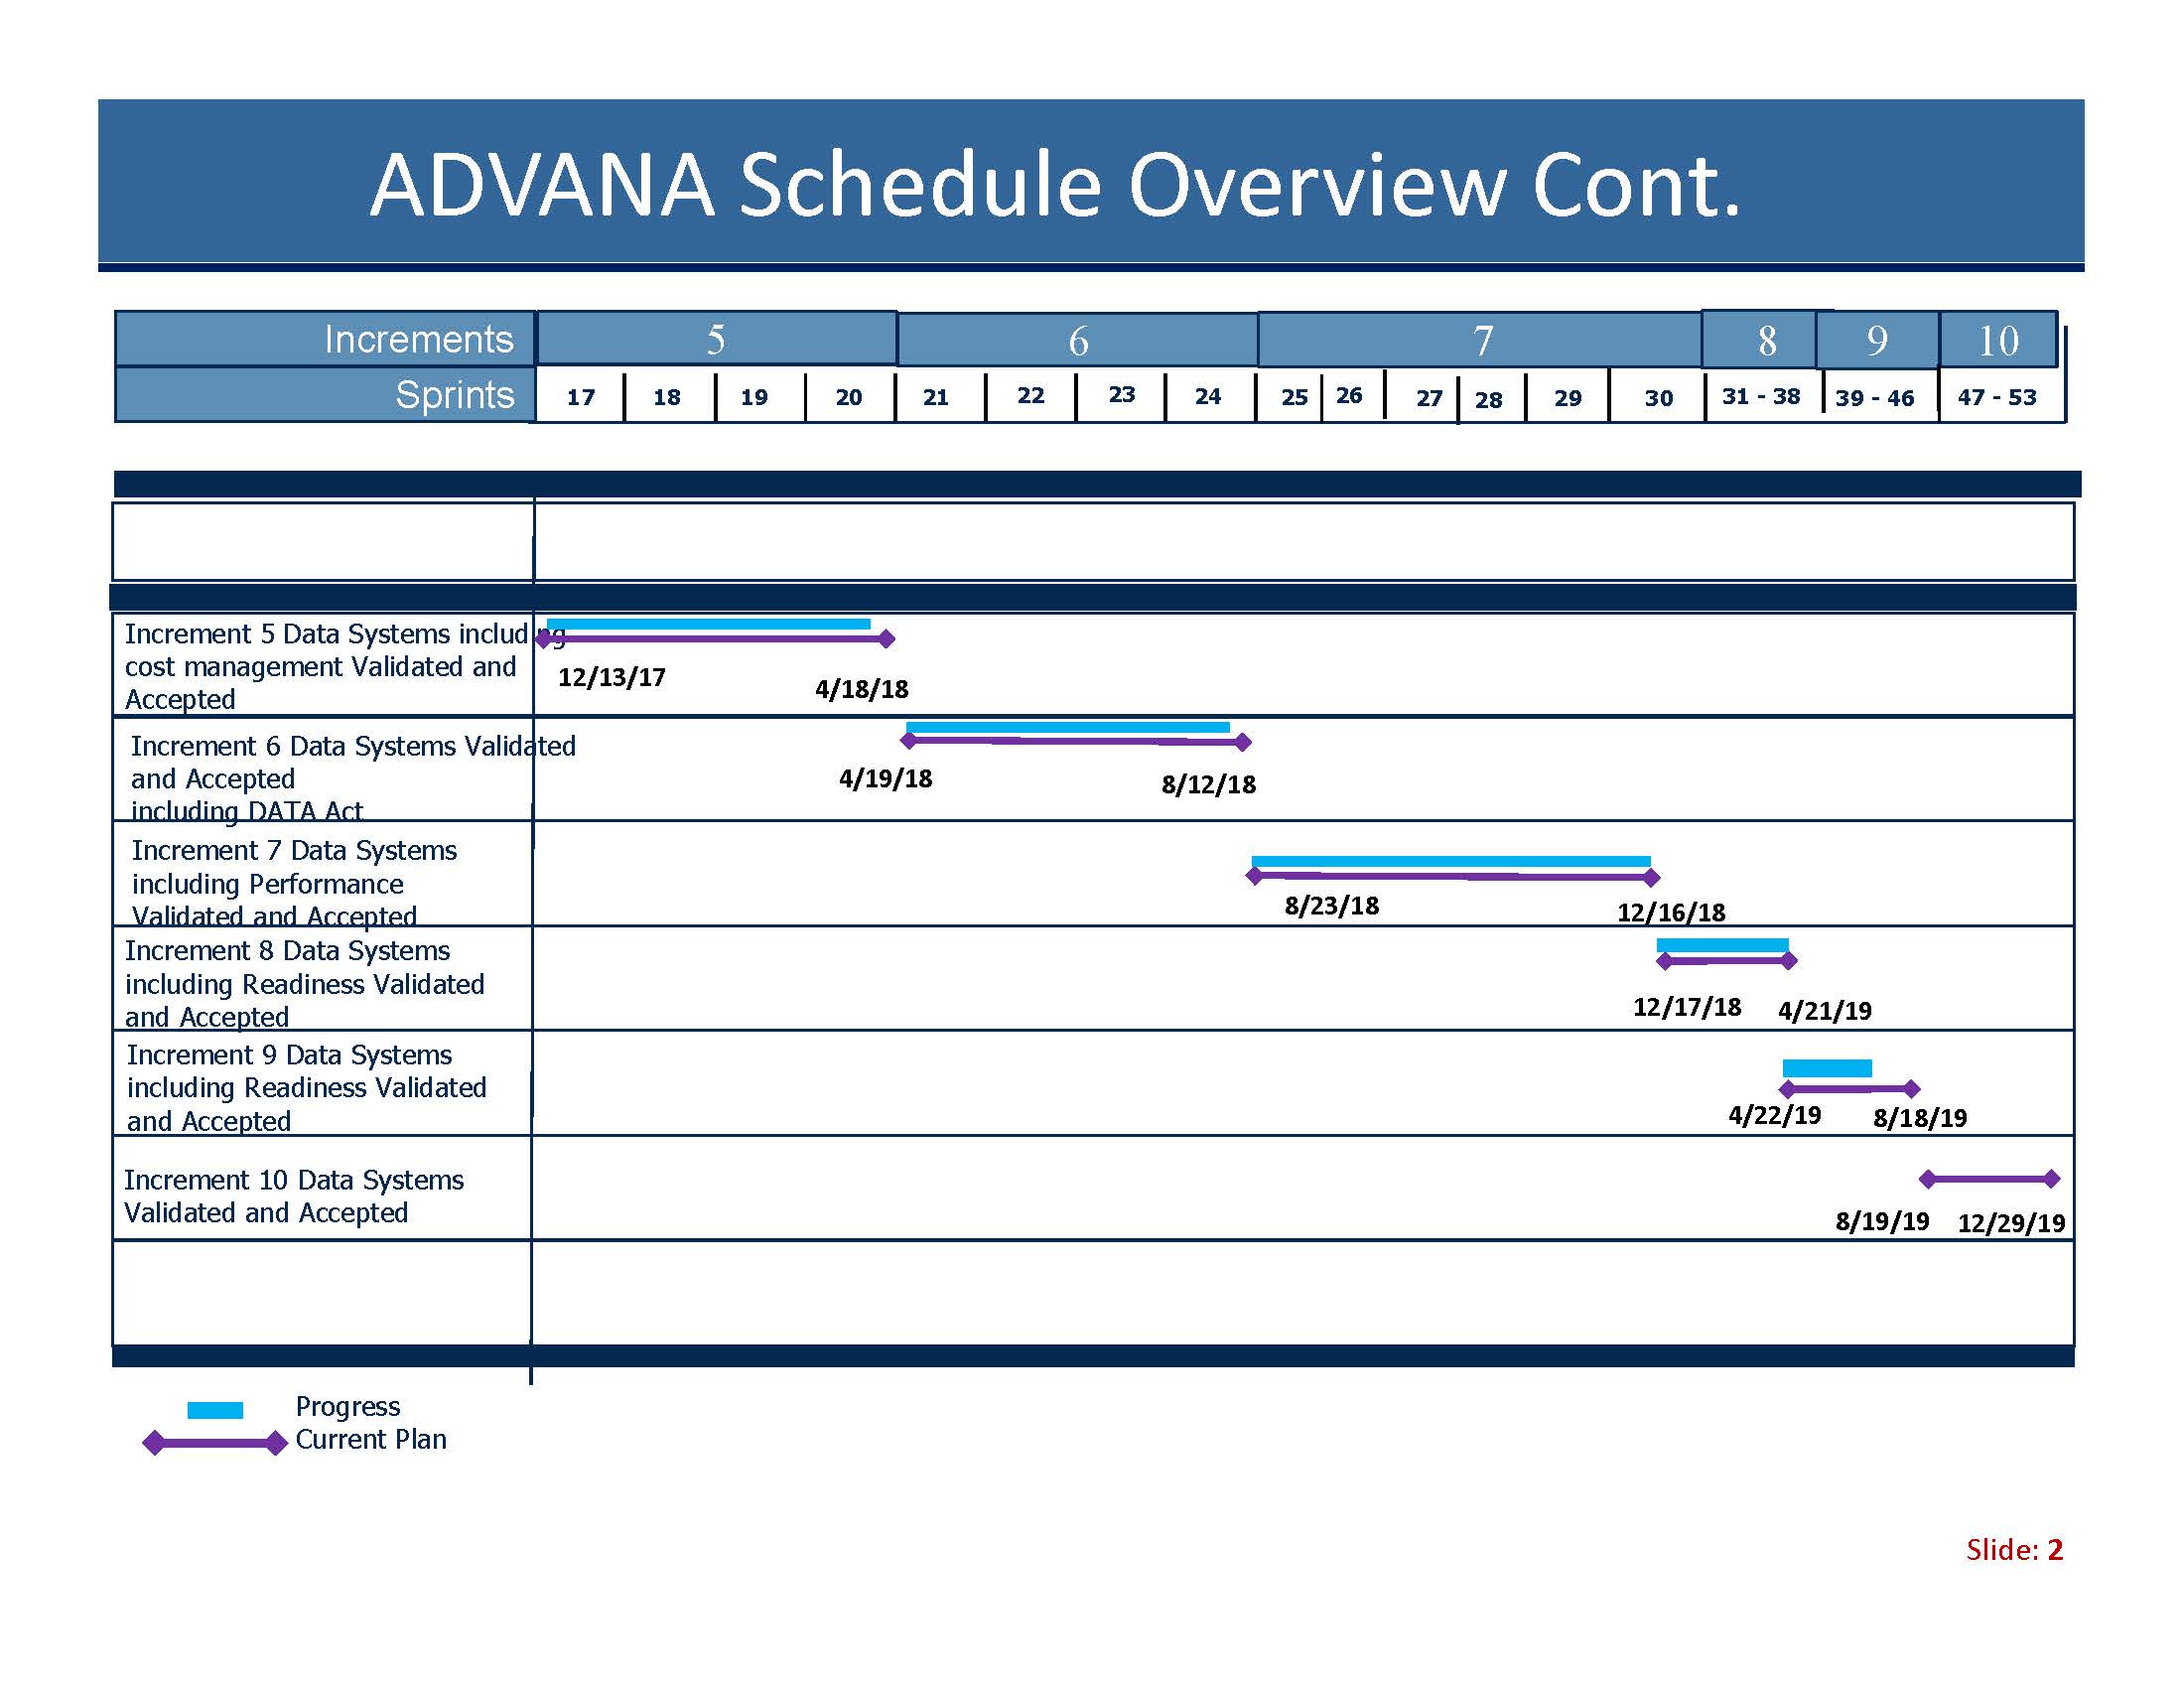 ADVANA Schedule Overview Cont.
Increments 5 6 7 8 9 10
Sprints 17 18 19 20 21 22 23 24 25 26 27 28 29 30 31 - 38 39 - 46 47 - 53
Increment 5 Data Systems including
cost management Validated and
Accepted
12/13/17 4/18/18
Increment 6 Data Systems Validated
and Accepted
including DATA Act
4/19/18 8/12/18
Increment 7 Data Systems
including Performance
Validated and Accepted
8/23/18 12/16/18
Increment 8 Data Systems
including Readiness Validated
and Accepted
12/17/18 4/21/19
Increment 9 Data Systems
including Readiness Validated
and Accepted
4/22/19 8/18/19
Increment 10 Data Systems
Validated and Accepted
8/19/19 12/29/19
Progress
Current Plan
Slide: 2